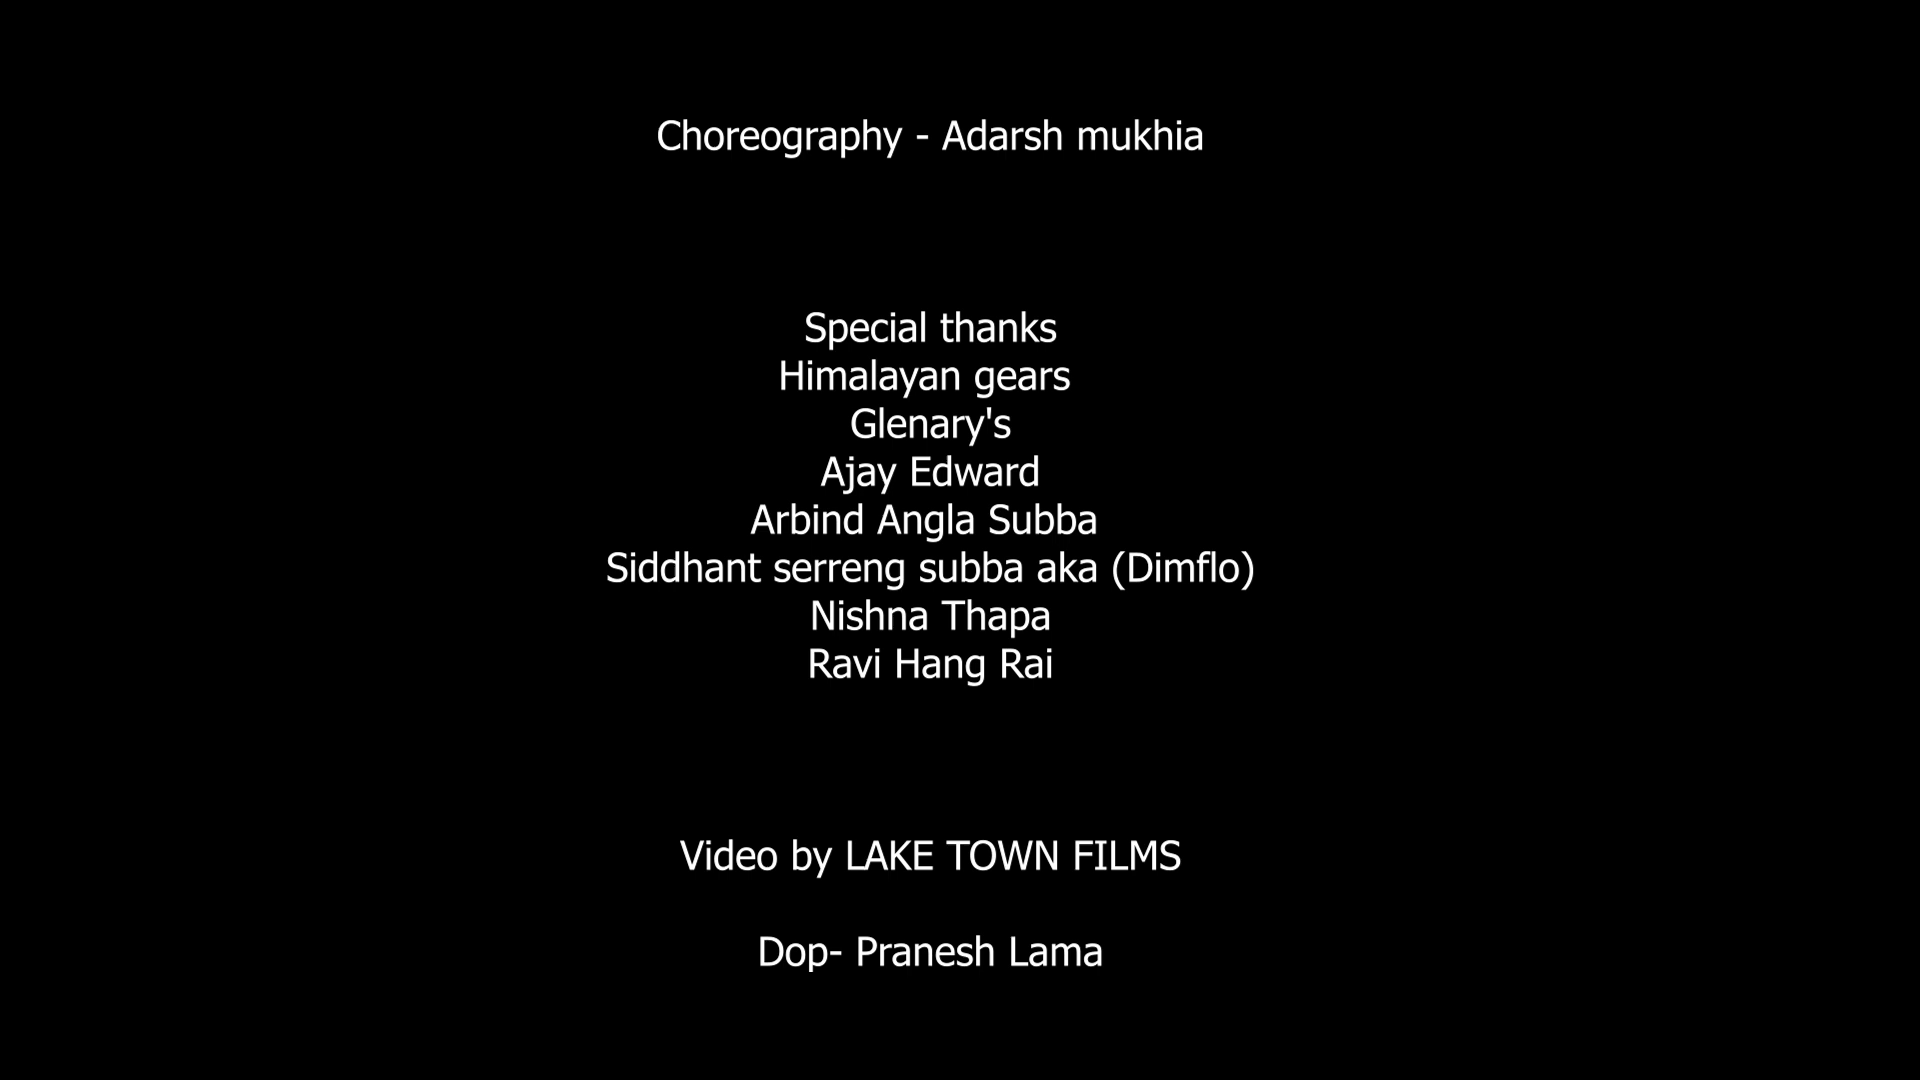 Choreography - Adarsh mukhia
Special thanks
Himalayan gears
Glenary's
Ajay Edward
Arbind Angla Subba
Siddhant serreng subba aka (Dimflo)
Nishna Thapa
Ravi Hang Rai
Video by LAKE TOWN FILMS
Dop- Pranesh Lama